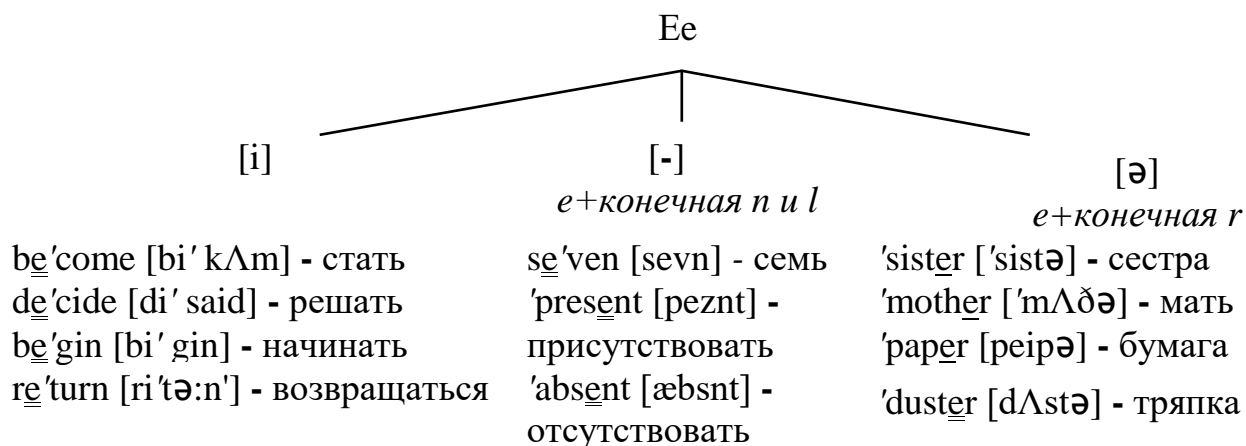 Ee
[i]
[-]
[ə]
e+конечная n и l
e+конечная r
be′come [bi′ kΛm] - стать
de′cide [di′ said] - решать
be′gin [bi′ gin] - начинать
re′turn [ri′tə:n'] - возвращаться
se′ven [sevn] - семь
′present [peznt] -
присутствовать
′absent [æbsnt] -
отсутствовать
′sister [′sistə] - сестра
′mother [′mΛðə] - мать
′paper [peipə] - бумага
′duster [dΛstə] - тряпка